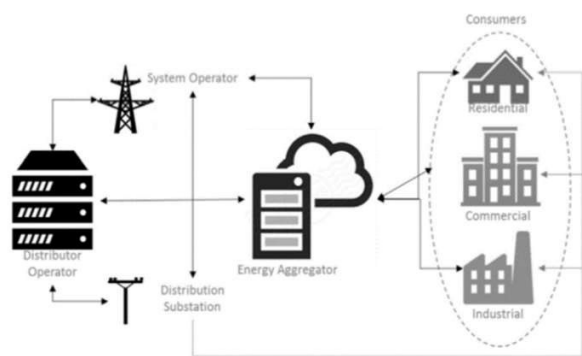 Consumers
System Operator
Residential
Commercial
Distributor
Operator
Energy Aggregator
Distribution
Substation
Industrial